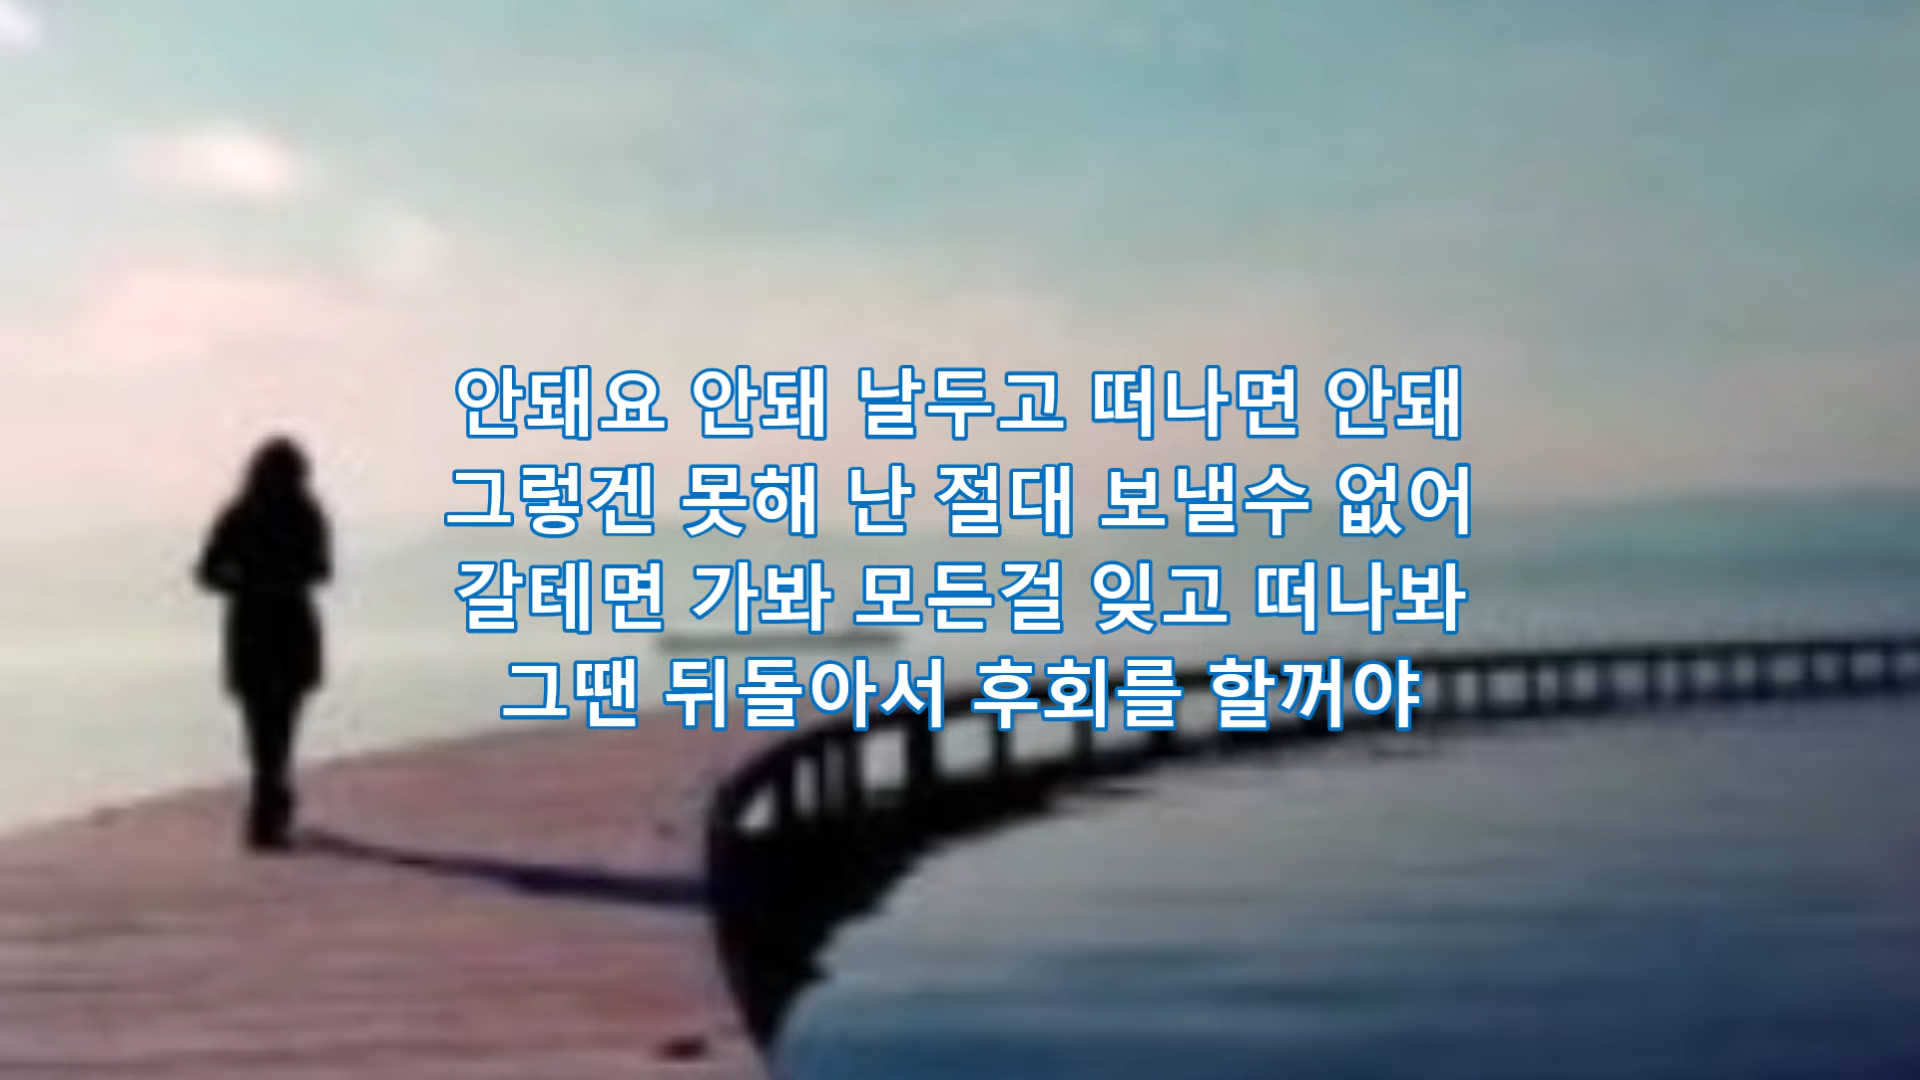 안돼요 안돼 날두고 떠나면 안돼
그렇겐 못해 난 절대 보낼수 없어
갈테면 가봐 모든걸 잊고 떠나봐
그땐 뒤돌아서 후회를 할꺼야